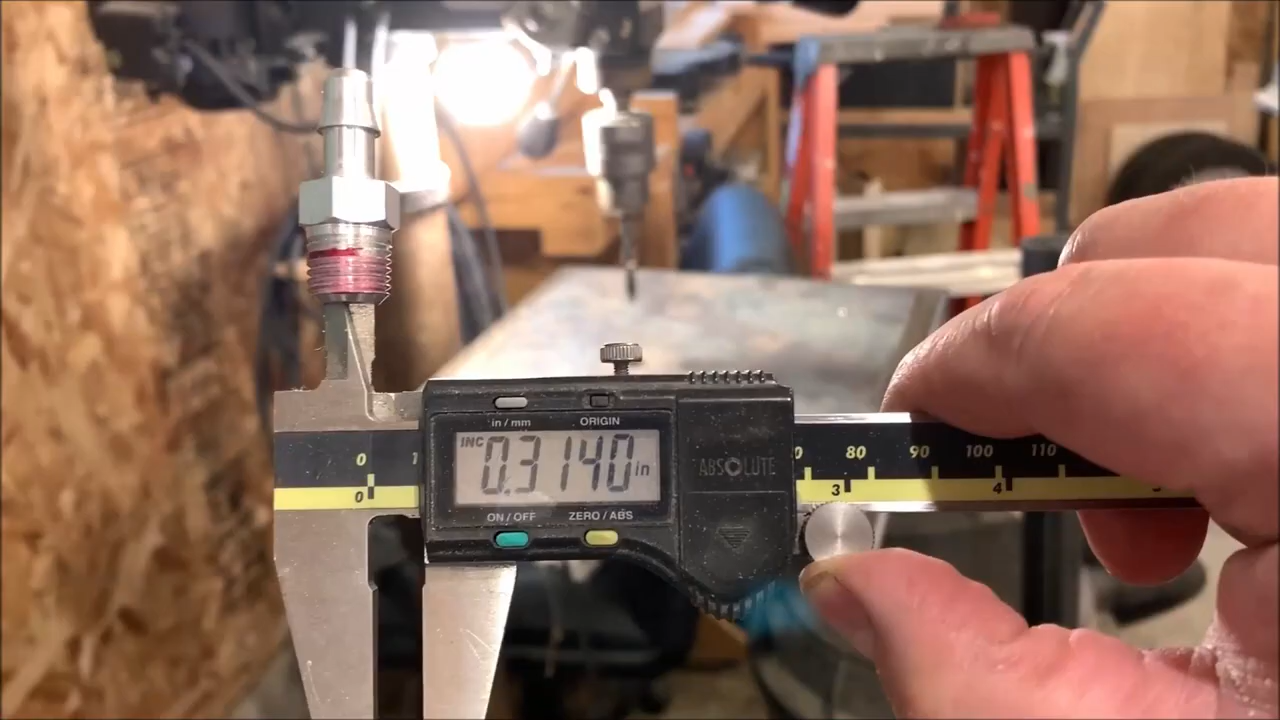 in / mm
ORIGIN
INC 0.3140 in
ABSOLUTE
ON / OFF
ZERO / ABS
0 1
0
80 90 100 110
3 4